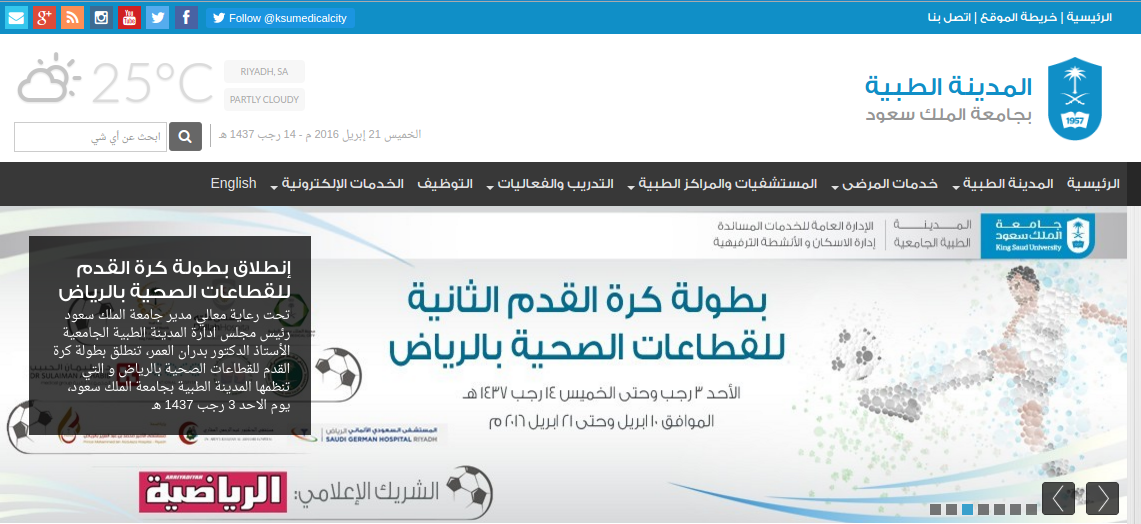 الرئيسية | خريطة الموقع | اتصل بنا
Follow @ksumedicalcity
You Tube
المدينة الطبية
بجامعة الملك سعود
1957
25°C
RIYADH, SA
PARTLY CLOUDY
الخميس 21 إبريل 2016 م - 14 رجب 1437 هـ
ابحث عن أي شي
الرئيسية المدينة الطبية خدمات المرضى المستشفيات والمراكز الطبية التدريب والفعاليات التوظيف الخدمات الإلكترونية English
جامعة
الملك سعود
King Saud University
المدينة
الطبية الجامعية
الإدارة العامة للخدمات المساندة
إدارة الاسكان و الأنشطة الترفيهية
بطولة كرة القدم الثانية
للقطاعات الصحية بالرياض
الأحد ٣ رجب وحتى الخميس ١٤ رجب ١٤٣٧هـ
الموافق ١٠ ابريل وحتى ٢١ ابريل ٢٠١٦ م
إنطلاق بطولة كرة القدم
للقطاعات الصحية بالرياض
تحت رعاية معالي مدير جامعة الملك سعود
رئيس مجلس ادارة المدينة الطبية الجامعية
الأستاذ الدكتور بدران العمر، تنطلق بطولة كرة
القدم للقطاعات الصحية بالرياض و التي
تنظمها المدينة الطبية بجامعة الملك سعود،
يوم الاحد 3 رجب 1437 هـ
المستشفى السعودي الألماني الرياض
SAUDI GERMAN HOSPITAL RIYADH
الشريك الإعلامي:
ARRIYADIYAH
الرياضية